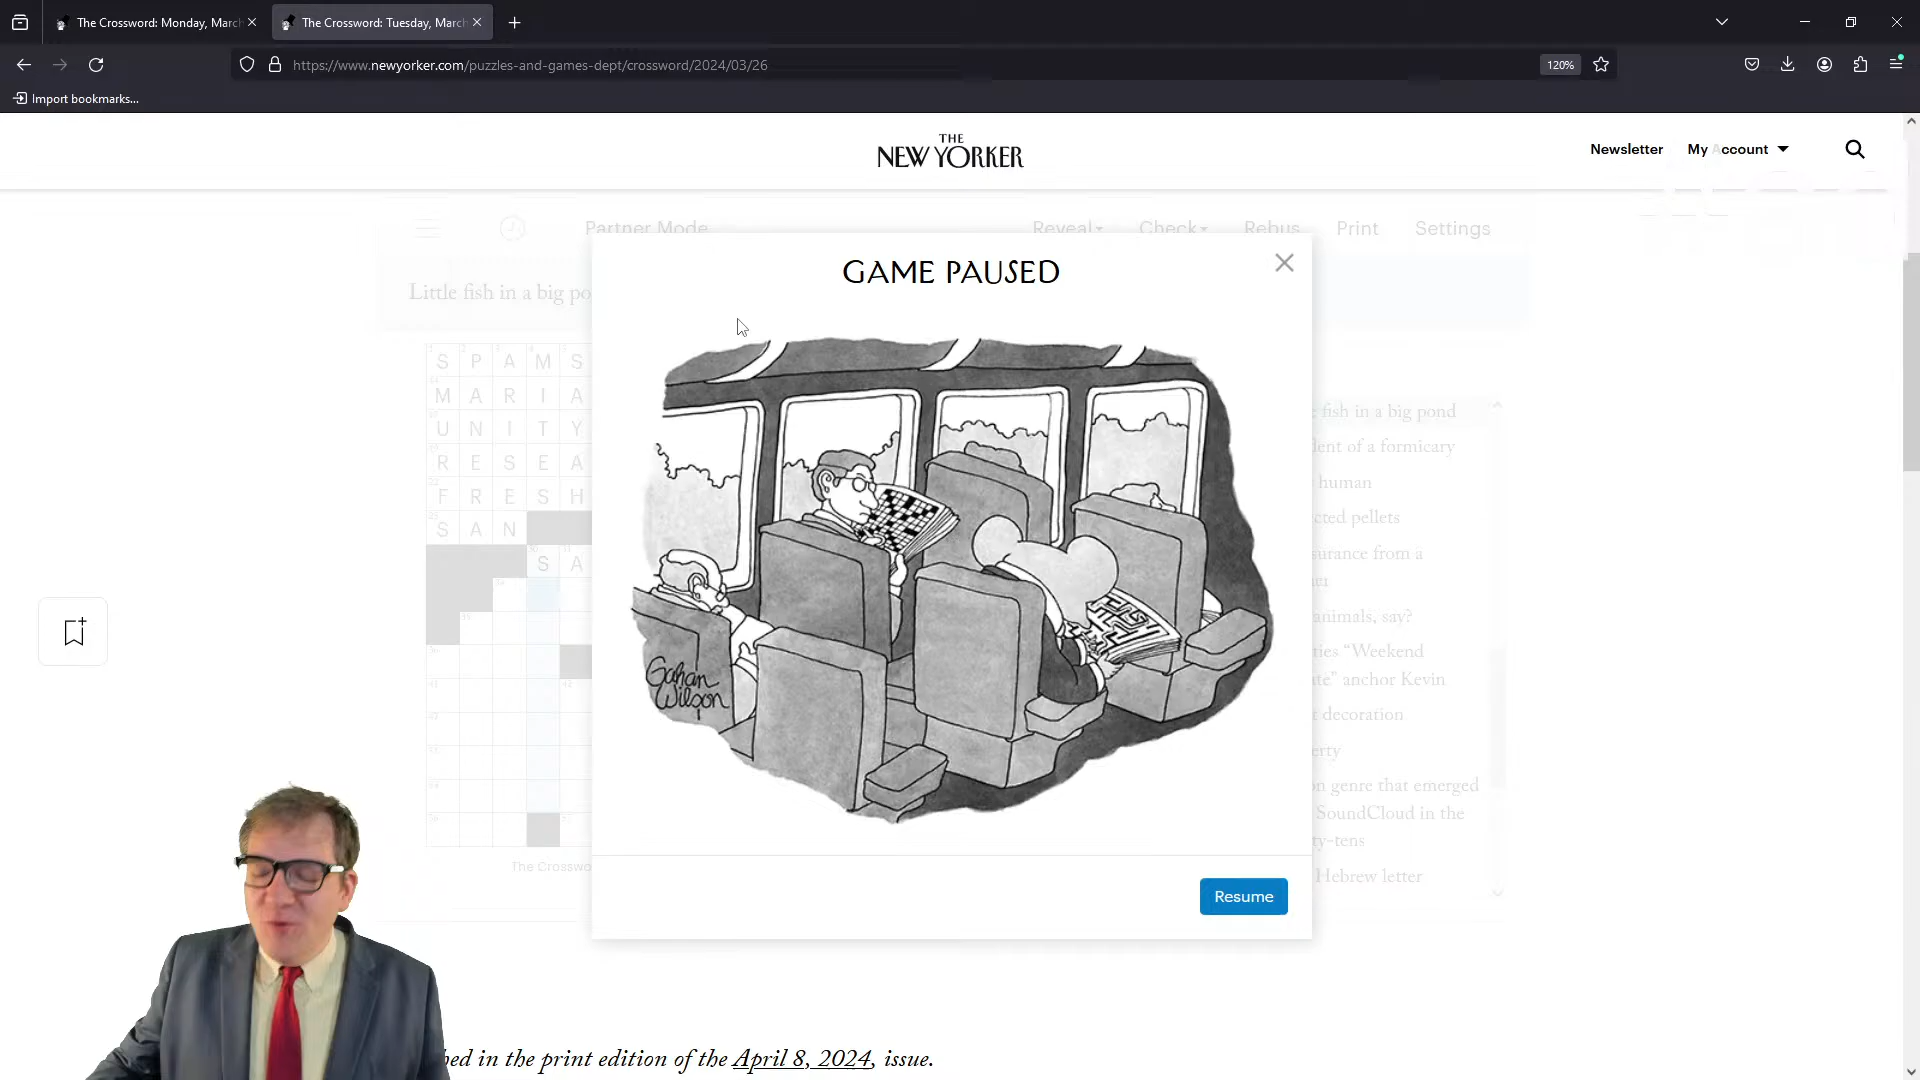 The Crossword: Monday, March
The Crossword: Tuesday, March
https://www.newyorker.com/puzzles-and-games-dept/crossword/2024/03/26
120%
Import bookmarks...
THE
NEW YORKER
Newsletter
My Account
Partner Mode
Reveal
Check
Rebus
Print
Settings
GAME PAUSED
Little fish in a big po
S P A M S
M A R I A
U N I T Y
R E S E A
F R E S H
S A N
S A
fish in a big pond
dent of a formicary
human
cted pellets
surance from a
animals, say?
ties “Weekend
te” anchor Kevin
t decoration
erty
on genre that emerged
SoundCloud in the
ty-tens
Hebrew letter
Gahan
Wilson
The Crosswo
Resume
hed in the print edition of the April 8, 2024, issue.